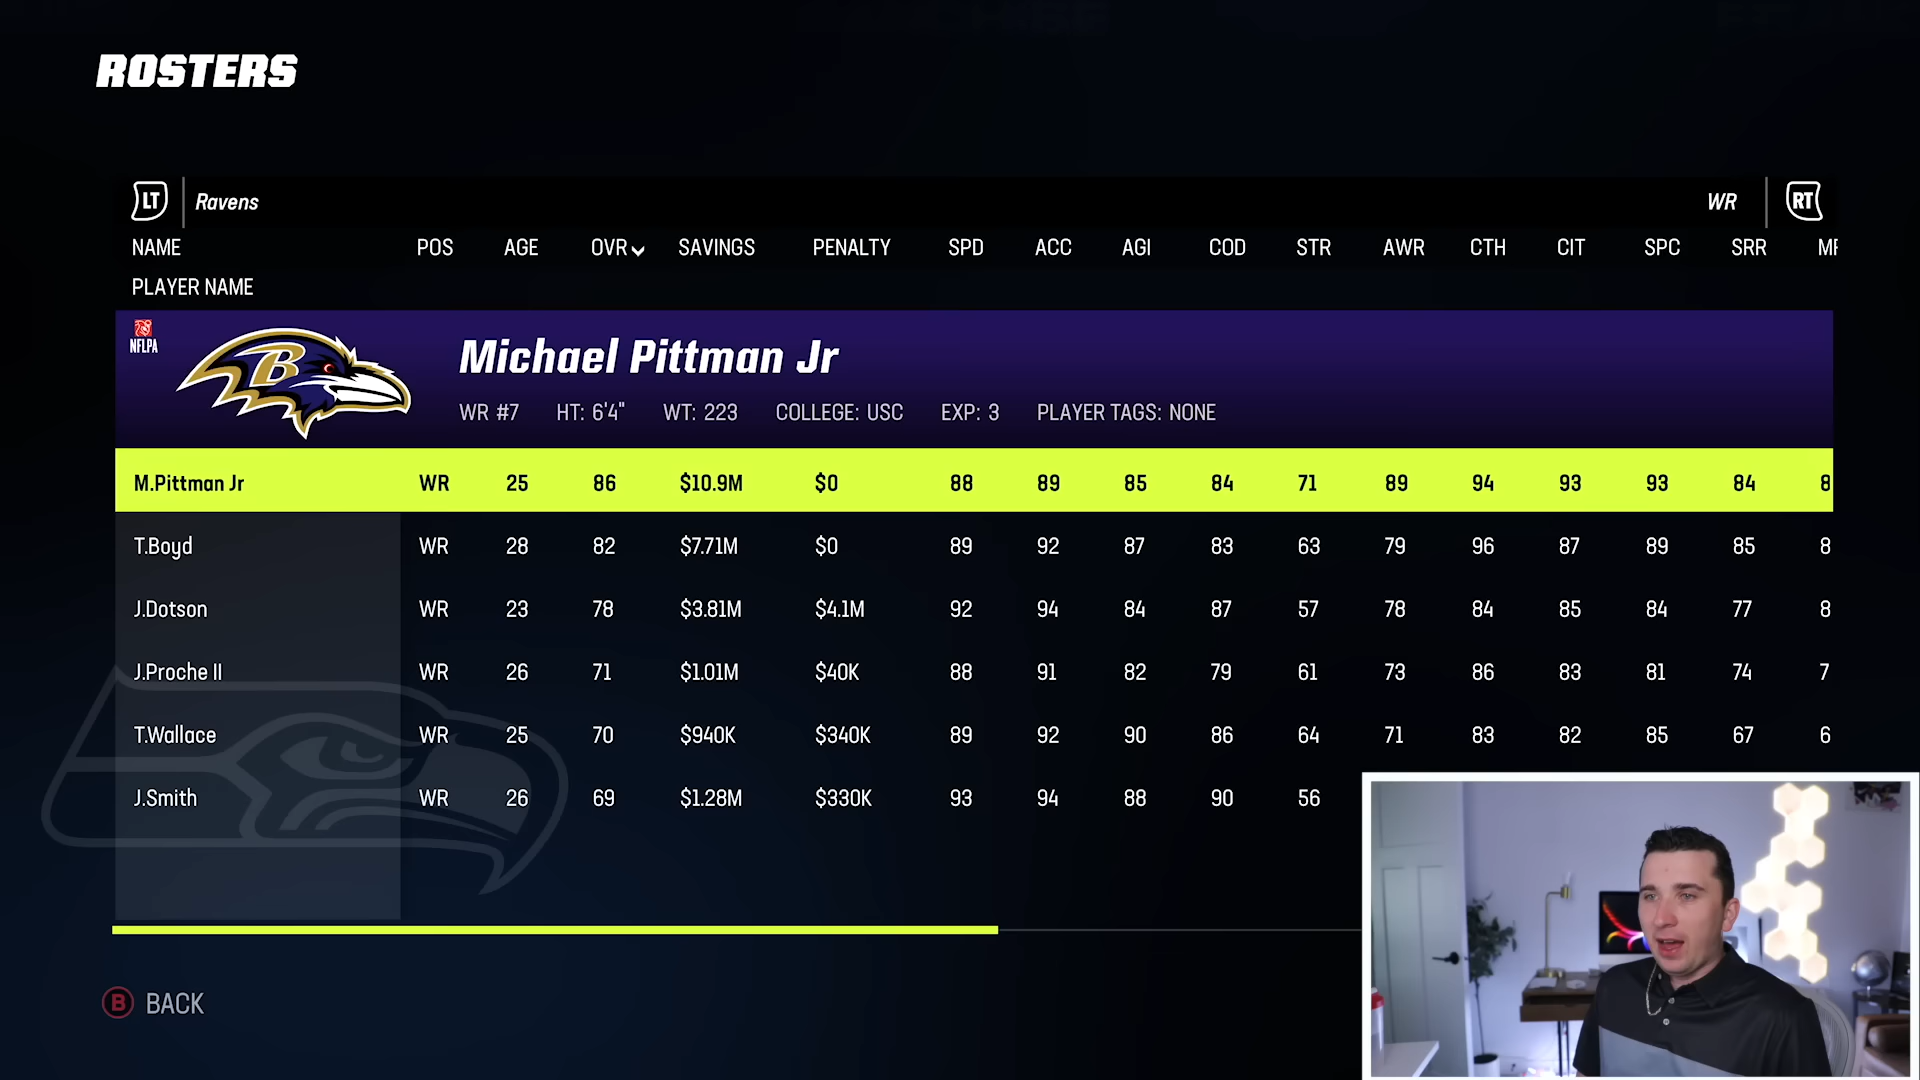 ROSTERS
LT Ravens WR RT
NAME POS AGE OVR SAVINGS PENALTY SPD ACC AGI COD STR AWR CTH CIT SPC SRR
PLAYER NAME
NFLPA
B
Michael Pittman Jr
WR #7 HT: 6'4" WT: 223 COLLEGE: USC EXP: 3 PLAYER TAGS: NONE
M.Pittman Jr WR 25 86 $10.9M $0 88 89 85 84 71 89 94 93 93 84 8
T.Boyd WR 28 82 $7.71M $0 89 92 87 83 63 79 96 87 89 85 8
J.Dotson WR 23 78 $3.81M $4.1M 92 94 84 87 57 78 84 85 84 77 8
J.Proche II WR 26 71 $1.01M $40K 88 91 82 79 61 73 86 83 81 74 7
T.Wallace WR 25 70 $940K $340K 89 92 90 86 64 71 83 82 85 67 6
J.Smith WR 26 69 $1.28M $330K 93 94 88 90 56
B BACK